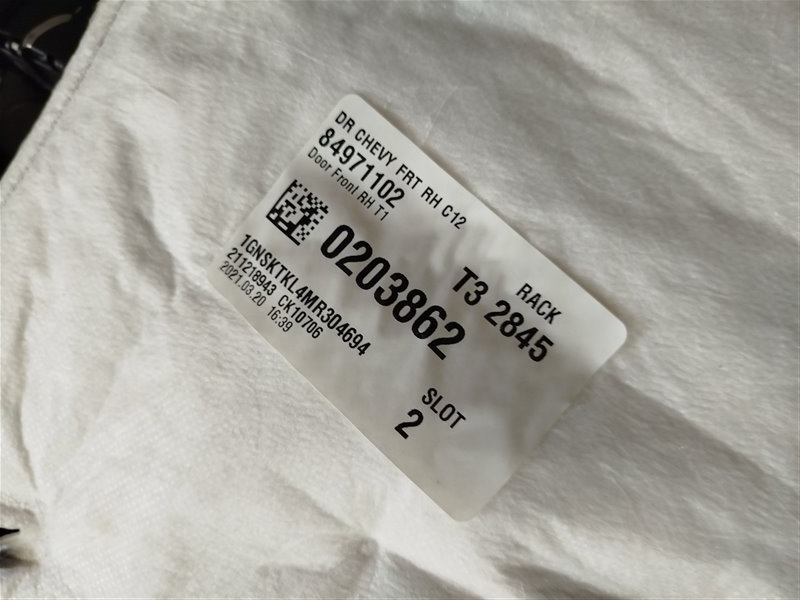 DR CHEVY FRT RH C12
84971102
Door Front RH T1
0203862
1GNSKTKL4MR304694
211218943 CK10706
2021.03.20 16:39
RACK
T3 2845
SLOT
2